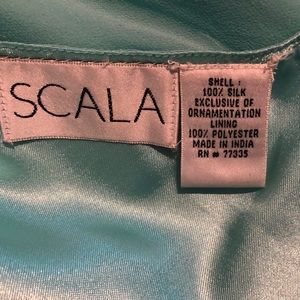 SCALA
SHELL:
100% SILK
EXCLUSIVE OF
ORNAMENTATION
LINING
100% POLYESTER
MADE IN INDIA
RN # 77335